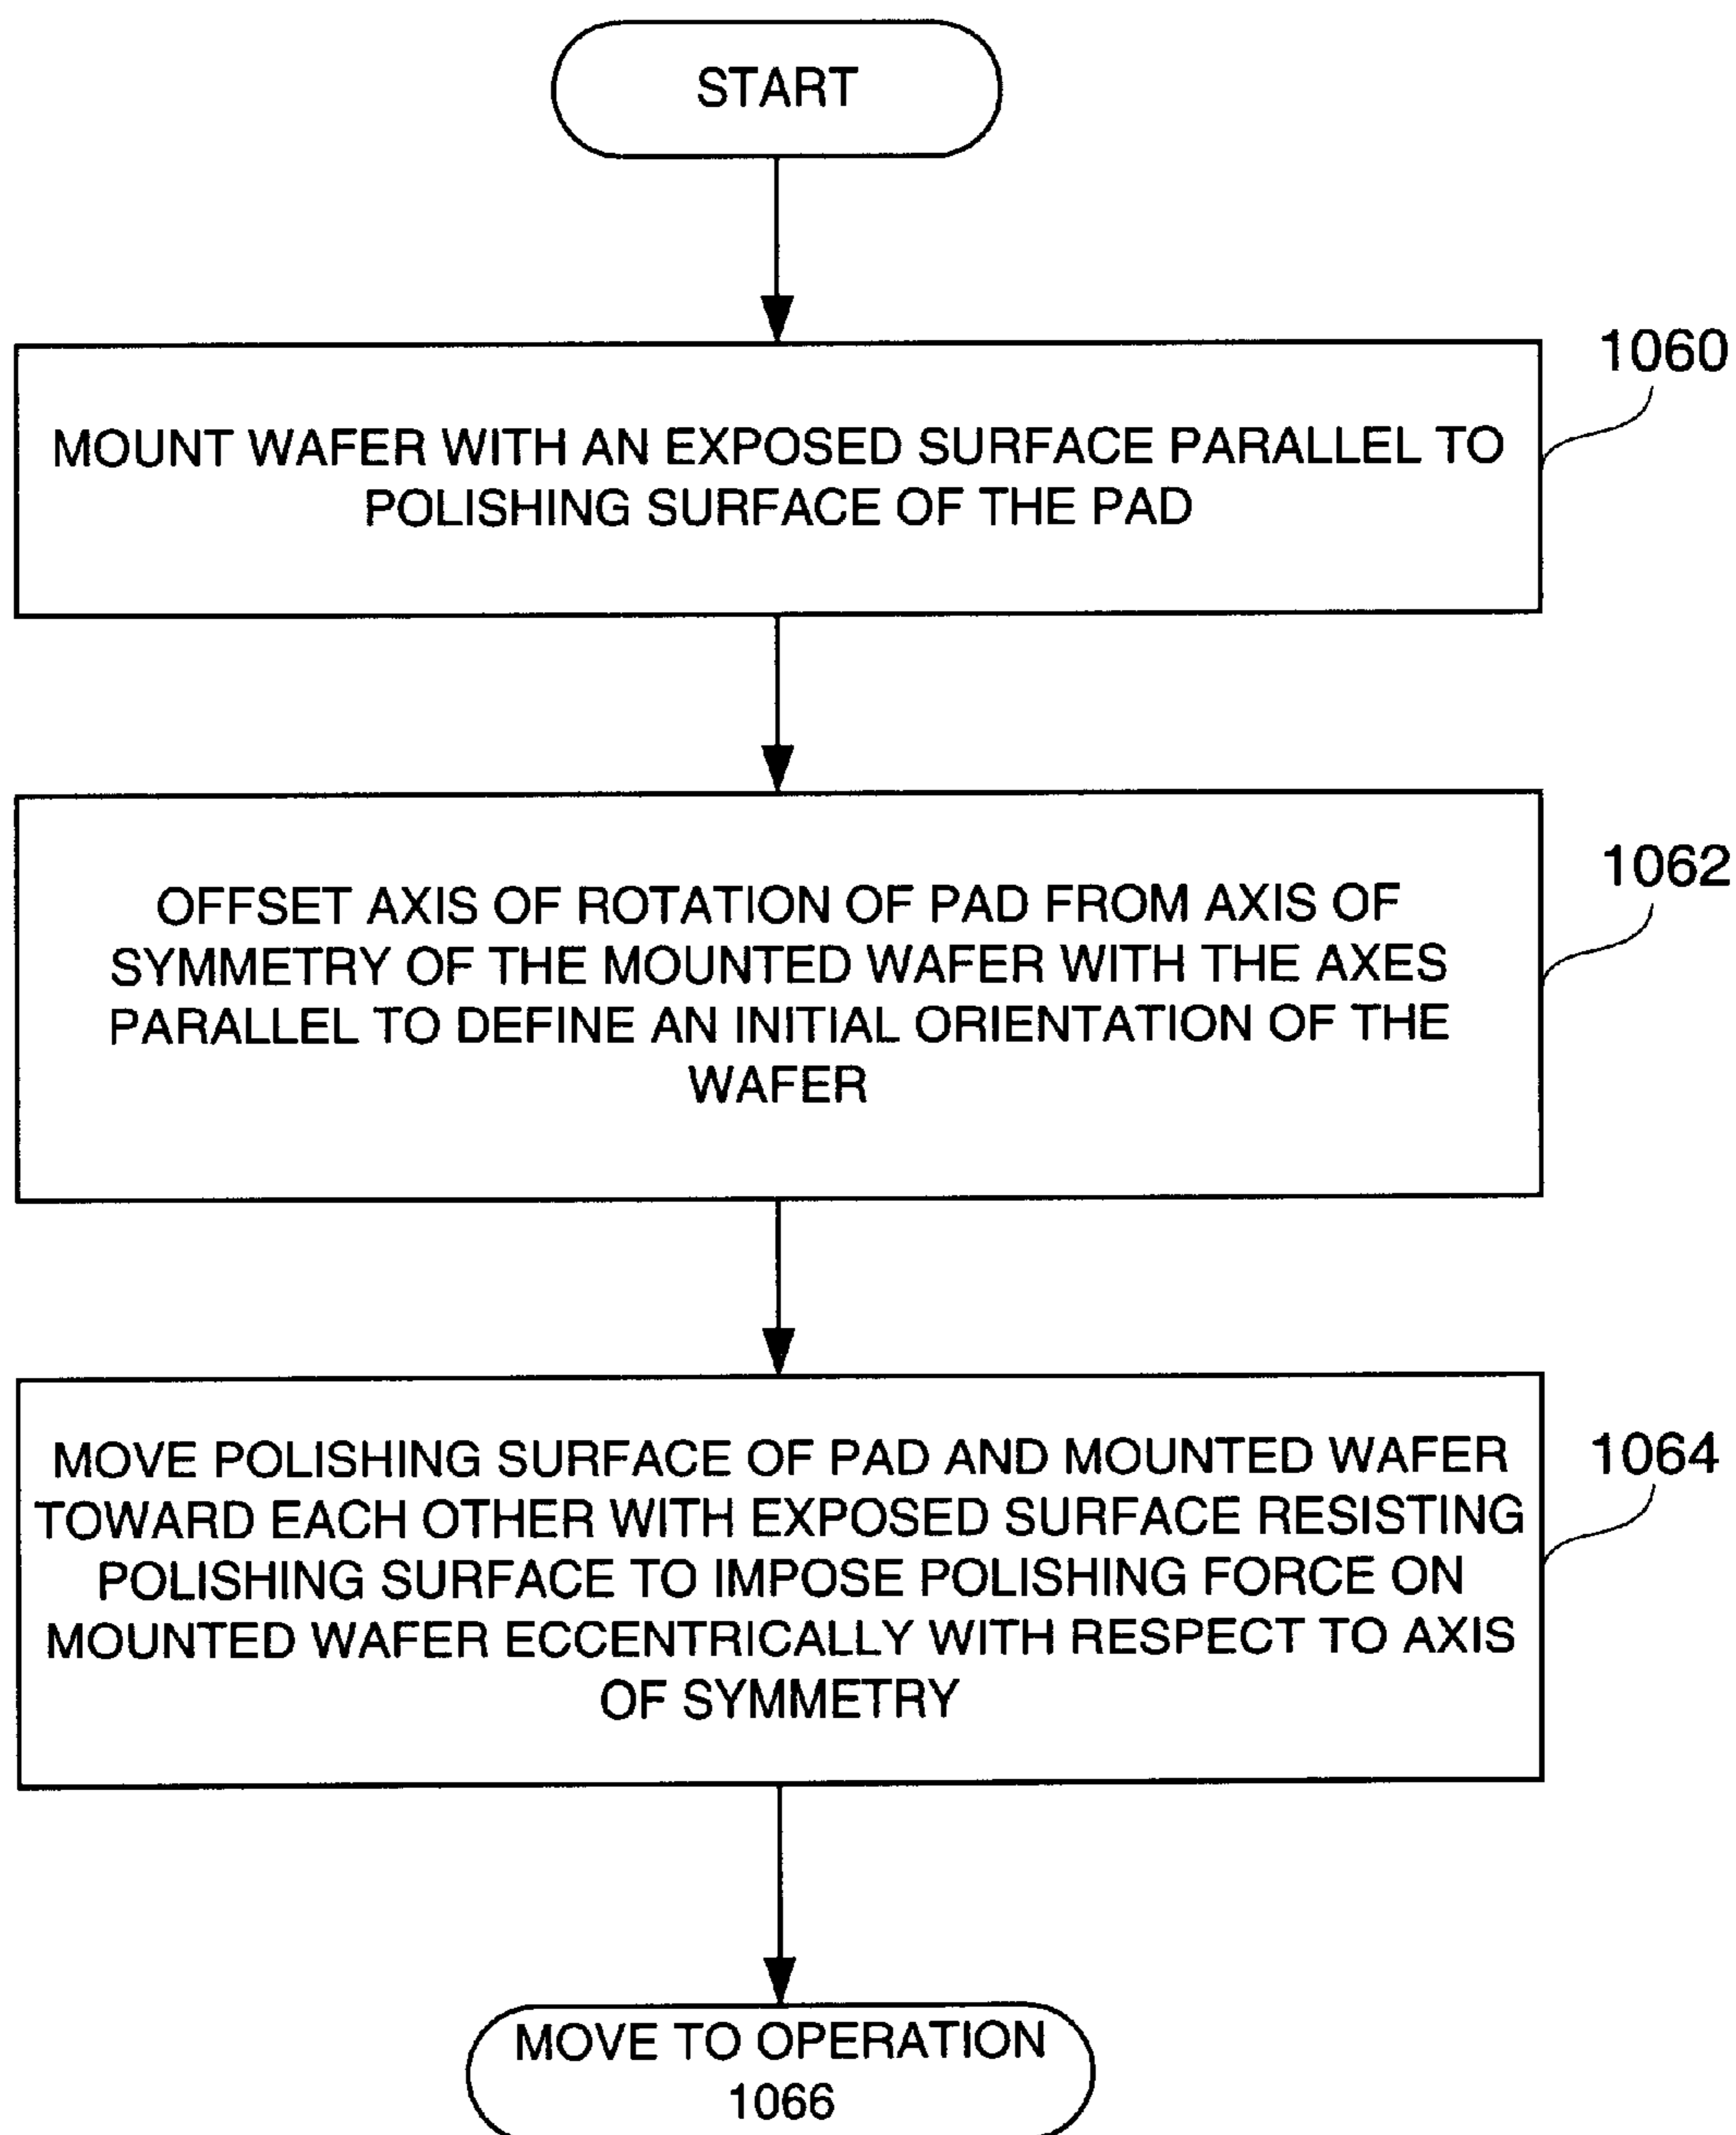 START
1060
MOUNT WAFER WITH AN EXPOSED SURFACE PARALLEL TO
POLISHING SURFACE OF THE PAD
1062
OFFSET AXIS OF ROTATION OF PAD FROM AXIS OF
SYMMETRY OF THE MOUNTED WAFER WITH THE AXES
PARALLEL TO DEFINE AN INITIAL ORIENTATION OF THE
WAFER
1064
MOVE POLISHING SURFACE OF PAD AND MOUNTED WAFER
TOWARD EACH OTHER WITH EXPOSED SURFACE RESISTING
POLISHING SURFACE TO IMPOSE POLISHING FORCE ON
MOUNTED WAFER ECCENTRICALLY WITH RESPECT TO AXIS
OF SYMMETRY
MOVE TO OPERATION
1066